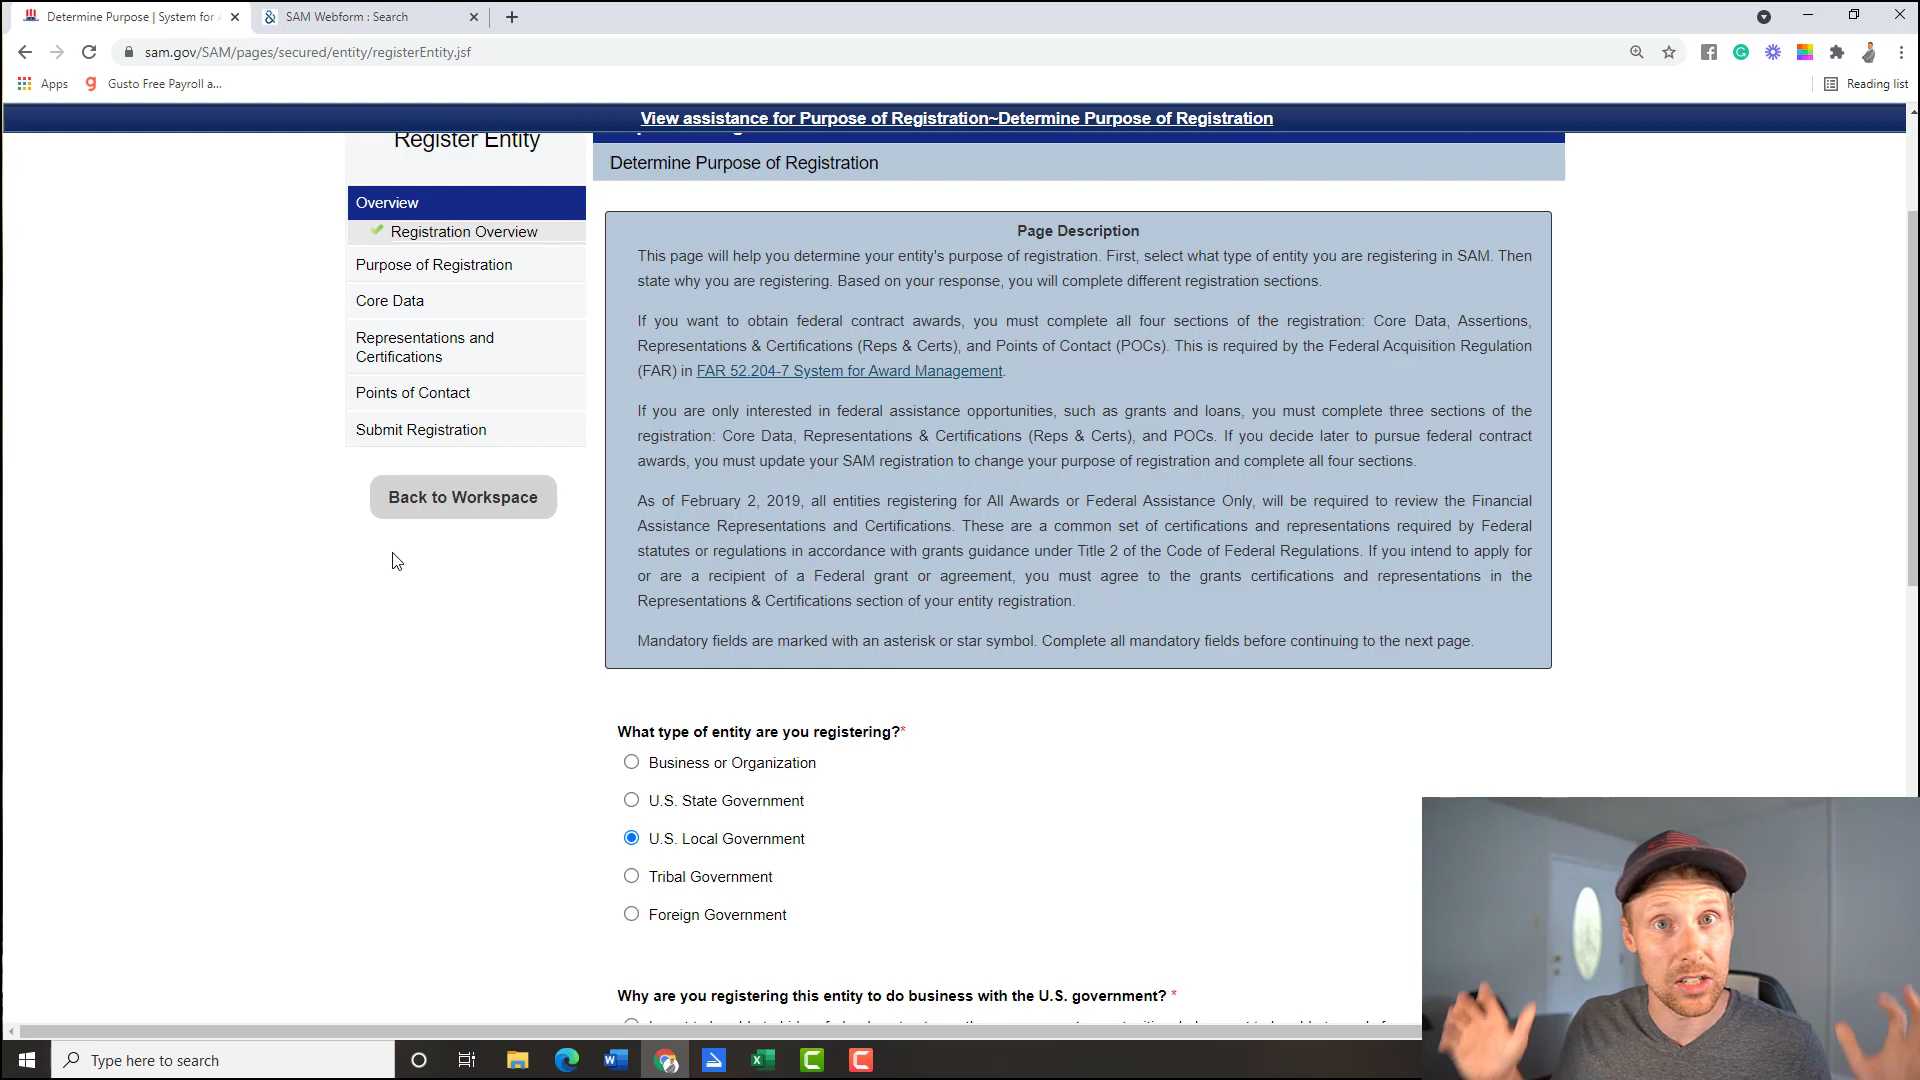 Determine Purpose | System for
SAM Webform : Search
sam.gov/SAM/pages/secured/entity/registerEntity.jsf
Apps
Gusto Free Payroll a...
Reading list
View assistance for Purpose of Registration~Determine Purpose of Registration
Register Entity
Overview
Registration Overview
Purpose of Registration
Core Data
Representations and
Certifications
Points of Contact
Submit Registration
Back to Workspace
Determine Purpose of Registration
Page Description
This page will help you determine your entity's purpose of registration. First, select what type of entity you are registering in SAM. Then
state why you are registering. Based on your response, you will complete different registration sections.
If you want to obtain federal contract awards, you must complete all four sections of the registration: Core Data, Assertions,
Representations & Certifications (Reps & Certs), and Points of Contact (POCs). This is required by the Federal Acquisition Regulation
(FAR) in FAR 52.204-7 System for Award Management.
If you are only interested in federal assistance opportunities, such as grants and loans, you must complete three sections of the
registration: Core Data, Representations & Certifications (Reps & Certs), and POCs. If you decide later to pursue federal contract
awards, you must update your SAM registration to change your purpose of registration and complete all four sections.
As of February 2, 2019, all entities registering for All Awards or Federal Assistance Only, will be required to review the Financial
Assistance Representations and Certifications. These are a common set of certifications and representations required by Federal
statutes or regulations in accordance with grants guidance under Title 2 of the Code of Federal Regulations. If you intend to apply for
or are a recipient of a Federal grant or agreement, you must agree to the grants certifications and representations in the
Representations & Certifications section of your entity registration.
Mandatory fields are marked with an asterisk or star symbol. Complete all mandatory fields before continuing to the next page.
What type of entity are you registering?*
Business or Organization
U.S. State Government
U.S. Local Government
Tribal Government
Foreign Government
Why are you registering this entity to do business with the U.S. government? *
Type here to search